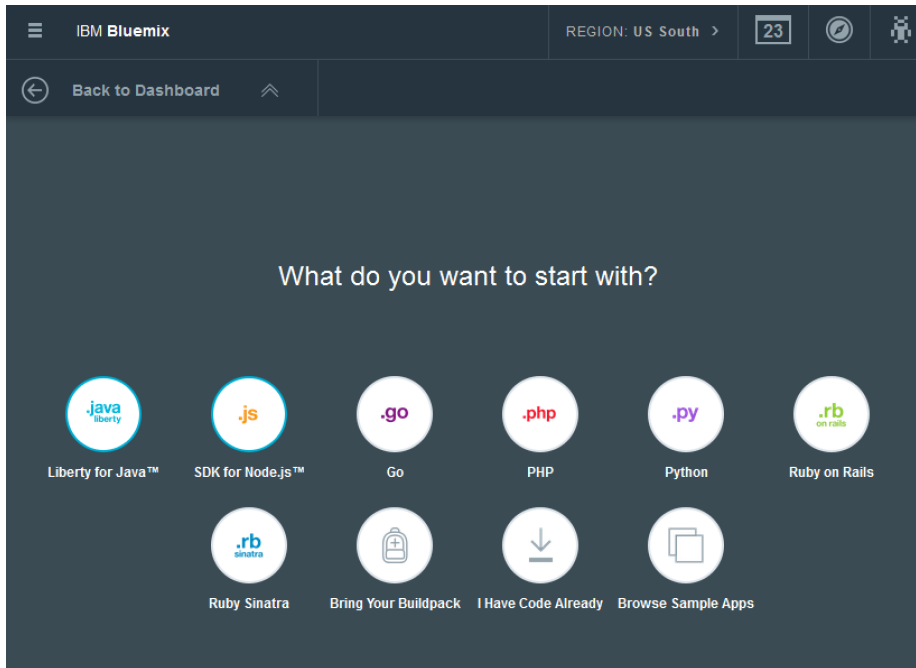 IBM Bluemix
REGION: US South >
23
Back to Dashboard
What do you want to start with?
.java
liberty
.js
.go
.php
.py
.rb
on rails
Liberty for Java™
SDK for Node.js™
Go
PHP
Python
Ruby on Rails
.rb
sinatra
Ruby Sinatra
Bring Your Buildpack
I Have Code Already
Browse Sample Apps